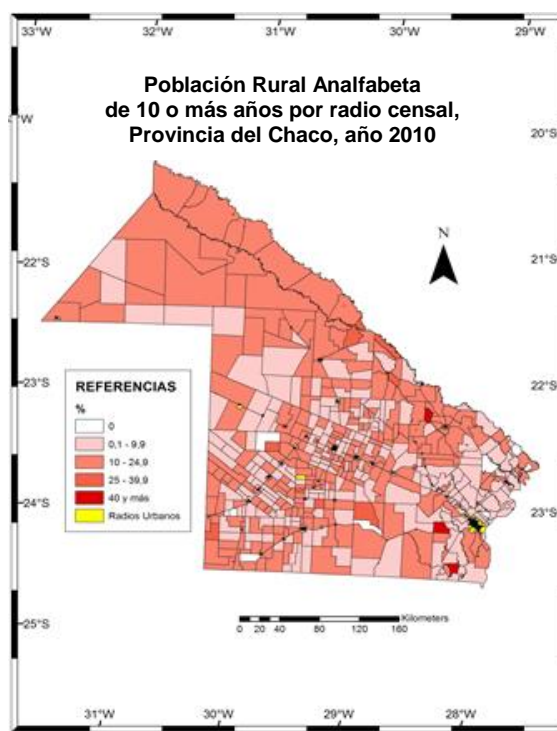 33°W 32°W 31°W 30°W 29°W
Población Rural Analfabeta
de 10 o más años por radio censal,
Provincia del Chaco, año 2010
20°S
21°S
22°S
N
22°S
23°S
23°S
24°S
25°S
REFERENCIAS
%
0
0,1 - 9,9
10 - 24,9
25 - 39,9
40 y más
Radios Urbanos
Kilometers
0 20 40 80 120 160
31°W 30°W 29°W 28°W